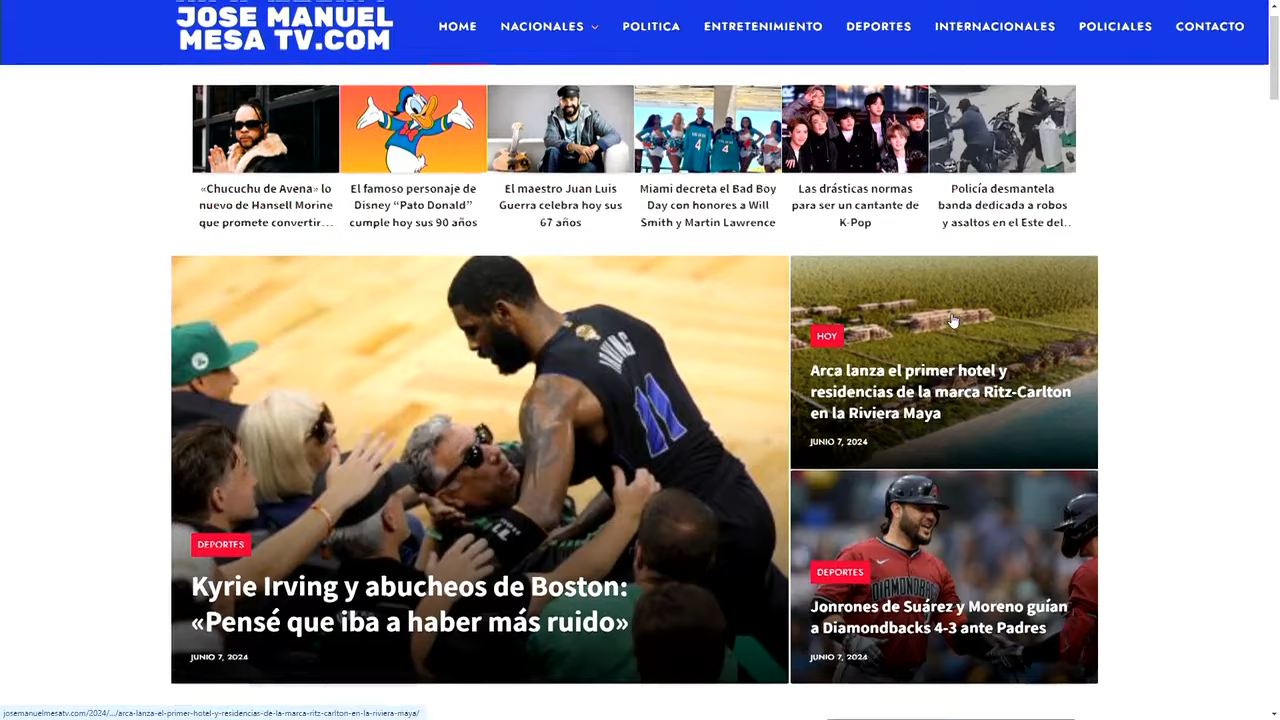 JOSE MANUEL
MESA TV.COM
HOME NACIONALES POLITICA ENTRETENIMIENTO DEPORTES INTERNACIONALES POLICIALES CONTACTO
«Chucuchu de Avena» lo
nuevo de Hansell Morine
que promete convertir...
El famoso personaje de
Disney “Pato Donald”
cumple hoy sus 90 años
El maestro Juan Luis
Guerra celebra hoy sus
67 años
Miami decreta el Bad Boy
Day con honores a Will
Smith y Martin Lawrence
Las drásticas normas
para ser un cantante de
K-Pop
Policía desmantela
banda dedicada a robos
y asaltos en el Este del..
4
4
IRVING
11
DEPORTES
Kyrie Irving y abucheos de Boston:
«Pensé que iba a haber más ruido»
JUNIO 7, 2024
HOY
Arca lanza el primer hotel y
residencias de la marca Ritz-Carlton
en la Riviera Maya
JUNIO 7, 2024
DIAMONDBACKS
DEPORTES
Jonrones de Suárez y Moreno guían
a Diamondbacks 4-3 ante Padres
JUNIO 7, 2024
josemanuelmesatv.com/2024/.../arca-lanza-el-primer-hotel-y-residencias-de-la-marca-ritz-carlton-en-la-riviera-maya/